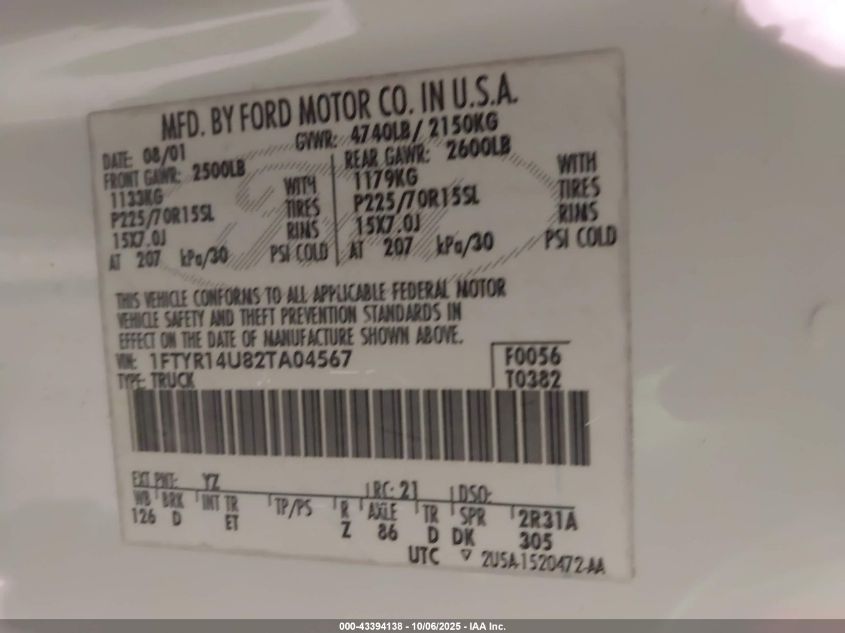 MFD. BY FORD MOTOR CO. IN U.S.A.
DATE: 08/01 GVWR: 4740LB/ 2150KG
FRONT GAWR: 2500LB REAR GAWR: 2600LB
1133KG WITH 1179KG WITH
P225/70R15SL TIRES P225/70R15SL TIRES
15X7.0J RIMS 15X7.0J RIMS
AT 207 kPa/30 PSI COLD AT 207 kPa/30 PSI COLD
THIS VEHICLE CONFORMS TO ALL APPLICABLE FEDERAL MOTOR
VEHICLE SAFETY AND THEFT PREVENTION STANDARDS IN
EFFECT ON THE DATE OF MANUFACTURE SHOWN ABOVE.
VIN: 1FTYR14U82TA04567 F0056
TYPE: TRUCK T0382
EXT PNT: YZ RC: 21 DSO:
WB BRK INT TR TP/PS R AXLE TR SPR 2R31A
126 D ET Z 86 D DK 305
UTC ▽ 2U5A-1520472-AA
000-43394138 - 10/06/2025 - IAA Inc.